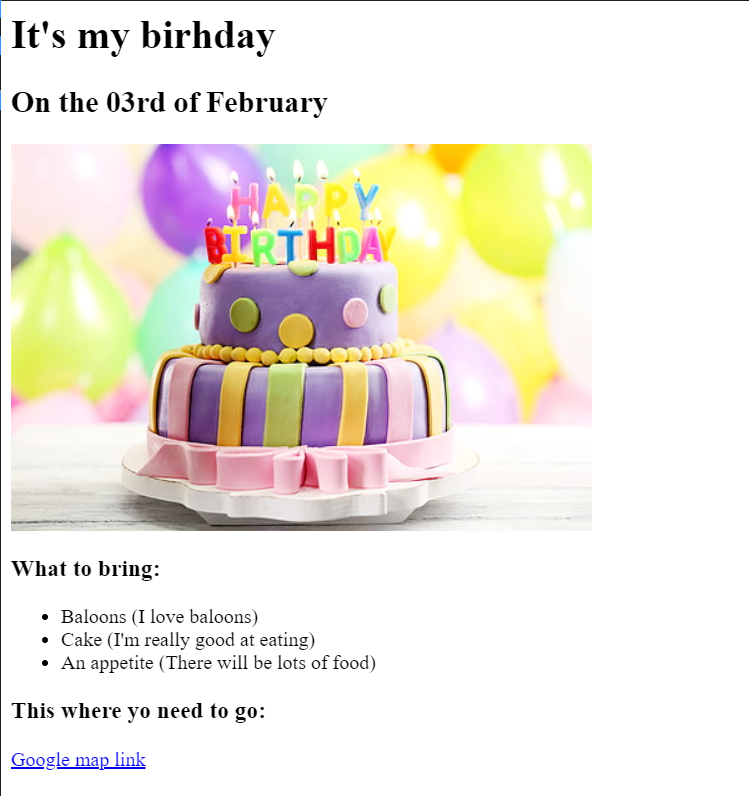 It's my birhday
On the 03rd of February
HAPPY
BIRTHDAY
What to bring:
Baloons (I love baloons)
Cake (I'm really good at eating)
An appetite (There will be lots of food)
This where yo need to go:
Google map link